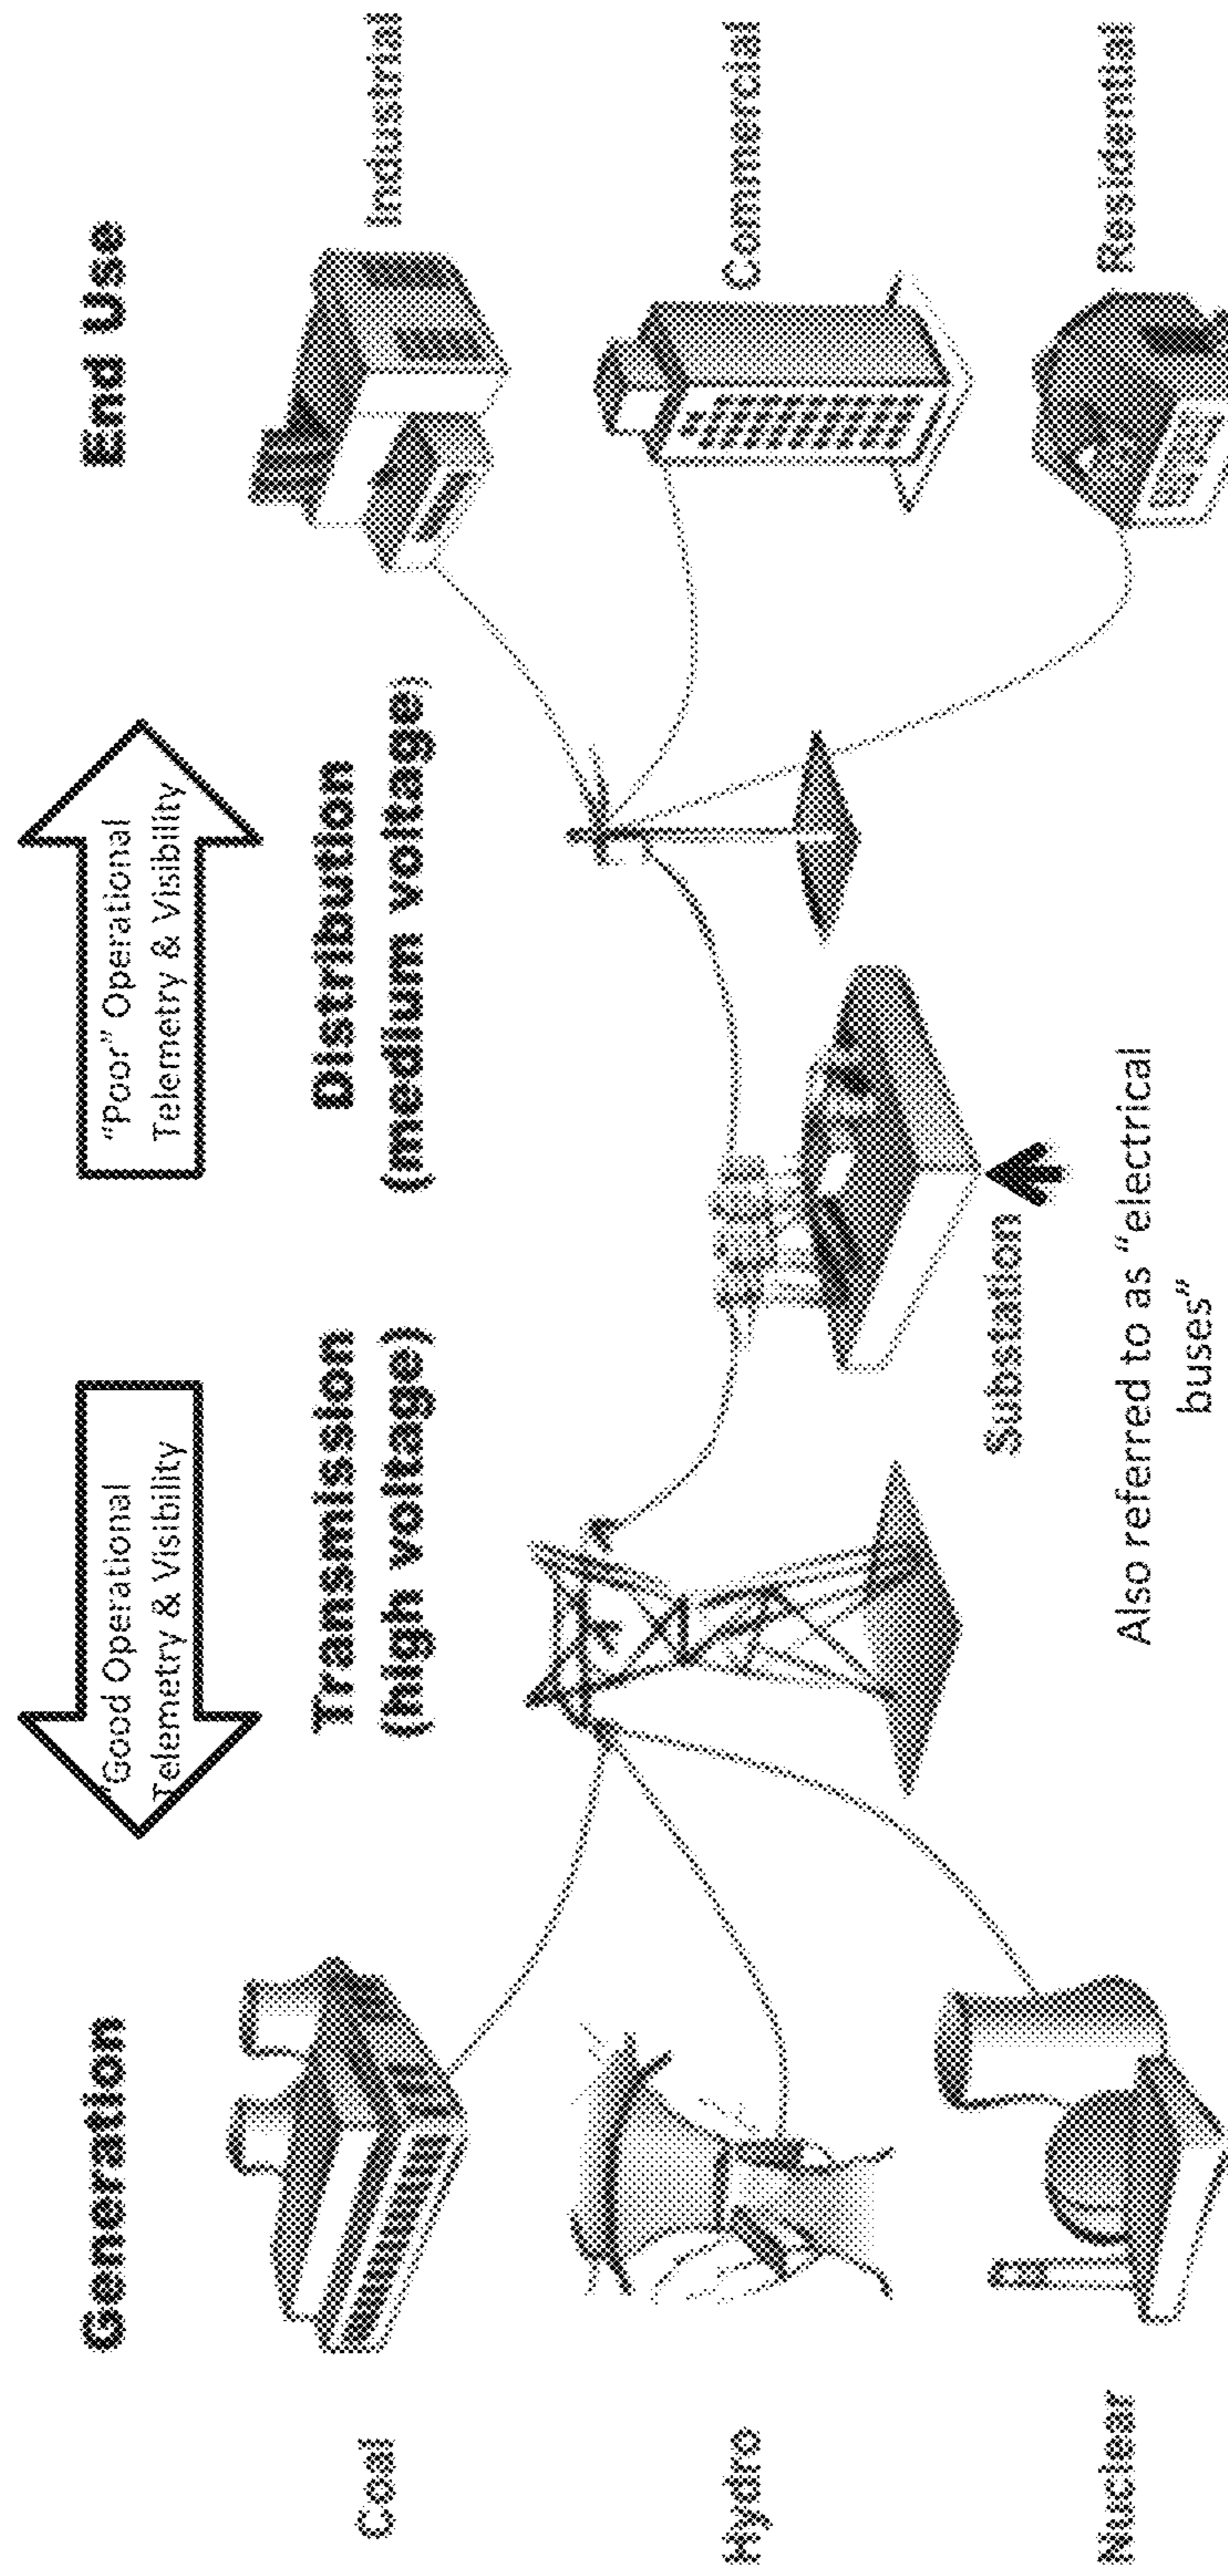 "Good Operational
Telemetry & Visibility
"Poor" Operational
Telemetry & Visibility
Generation
End Use
Transmission
(high voltage)
Distribution
(medium voltage)
Coal
Industrial
Hydro
Commercial
Nuclear
Residential
Substation
Also referred to as "electrical
buses"